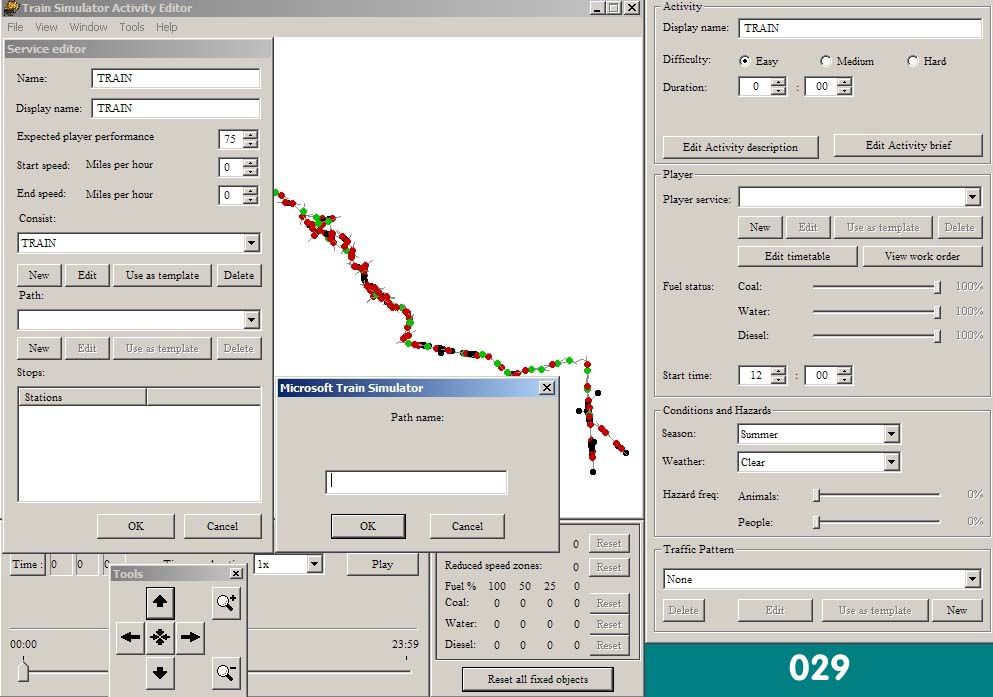 Train Simulator Activity Editor
File View Window Tools Help
Service editor
Name: TRAIN
Display name: TRAIN
Expected player performance 75
Start speed: Miles per hour 0
End speed: Miles per hour 0
Consist:
TRAIN
New Edit Use as template Delete
Path:
New Edit Use as template Delete
Stops:
Stations
OK Cancel
Microsoft Train Simulator
Path name:
OK Cancel
Time : 0 0
1x Play
Tools
00:00 23:59
0 Reset
Reduced speed zones: 0 Reset
Fuel % 100 50 25 0
Coal: 0 0 0 0 Reset
Water: 0 0 0 0 Reset
Diesel: 0 0 0 0 Reset
Reset all fixed objects
Activity
Display name: TRAIN
Difficulty: Easy Medium Hard
Duration: 0 : 00
Edit Activity description Edit Activity brief
Player
Player service:
New Edit Use as template Delete
Edit timetable View work order
Fuel status: Coal: 100%
Water: 100%
Diesel: 100%
Start time: 12 : 00
Conditions and Hazards
Season: Summer
Weather: Clear
Hazard freq: Animals: 0%
People: 0%
Traffic Pattern
None
Delete Edit Use as template New
029